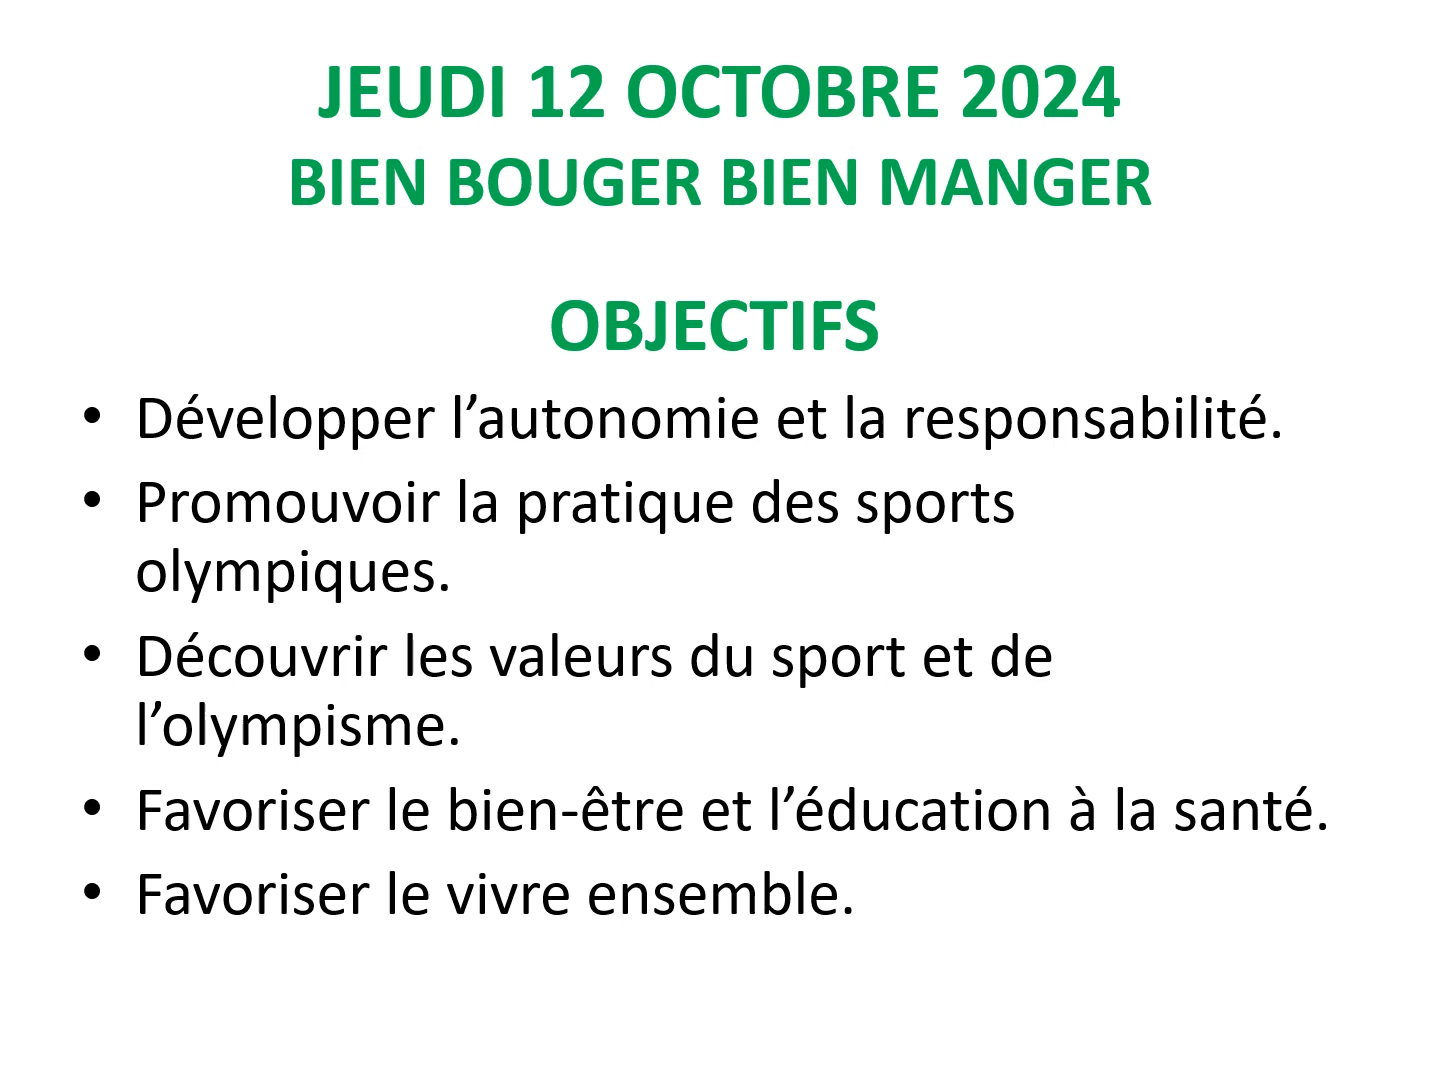 JEUDI 12 OCTOBRE 2024
BIEN BOUGER BIEN MANGER
OBJECTIFS
• Développer l’autonomie et la responsabilité.
• Promouvoir la pratique des sports
olympiques.
• Découvrir les valeurs du sport et de
l’olympisme.
• Favoriser le bien-être et l’éducation à la santé.
• Favoriser le vivre ensemble.